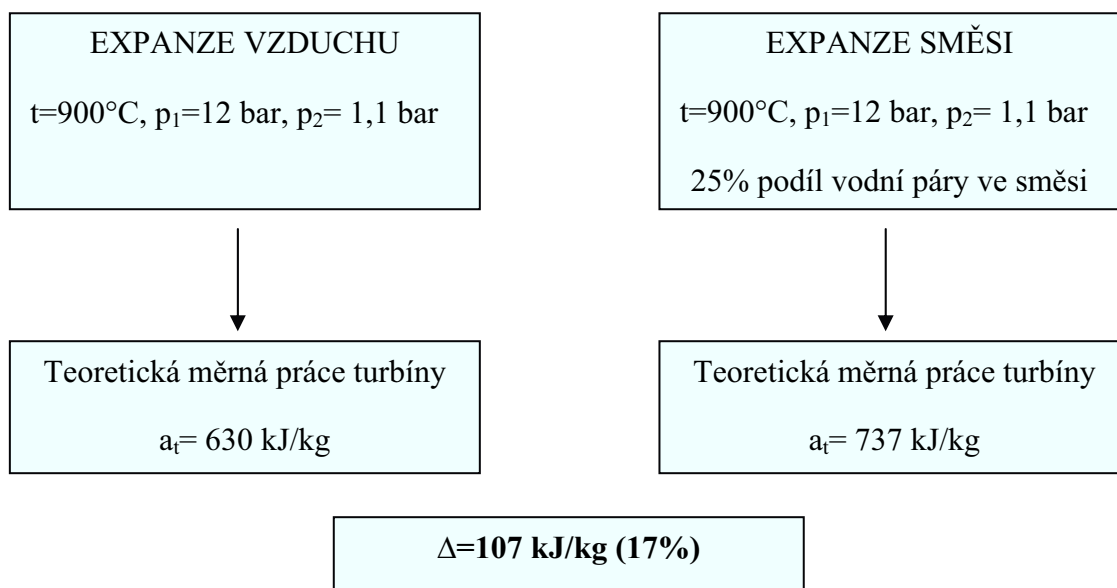 EXPANZE VZDUCHU
t=900°C, p₁=12 bar, p₂= 1,1 bar
EXPANZE SMĚSI
t=900°C, p₁=12 bar, p₂= 1,1 bar
25% podíl vodní páry ve směsi
Teoretická měrná práce turbíny
aₜ= 630 kJ/kg
Teoretická měrná práce turbíny
aₜ= 737 kJ/kg
Δ=107 kJ/kg (17%)